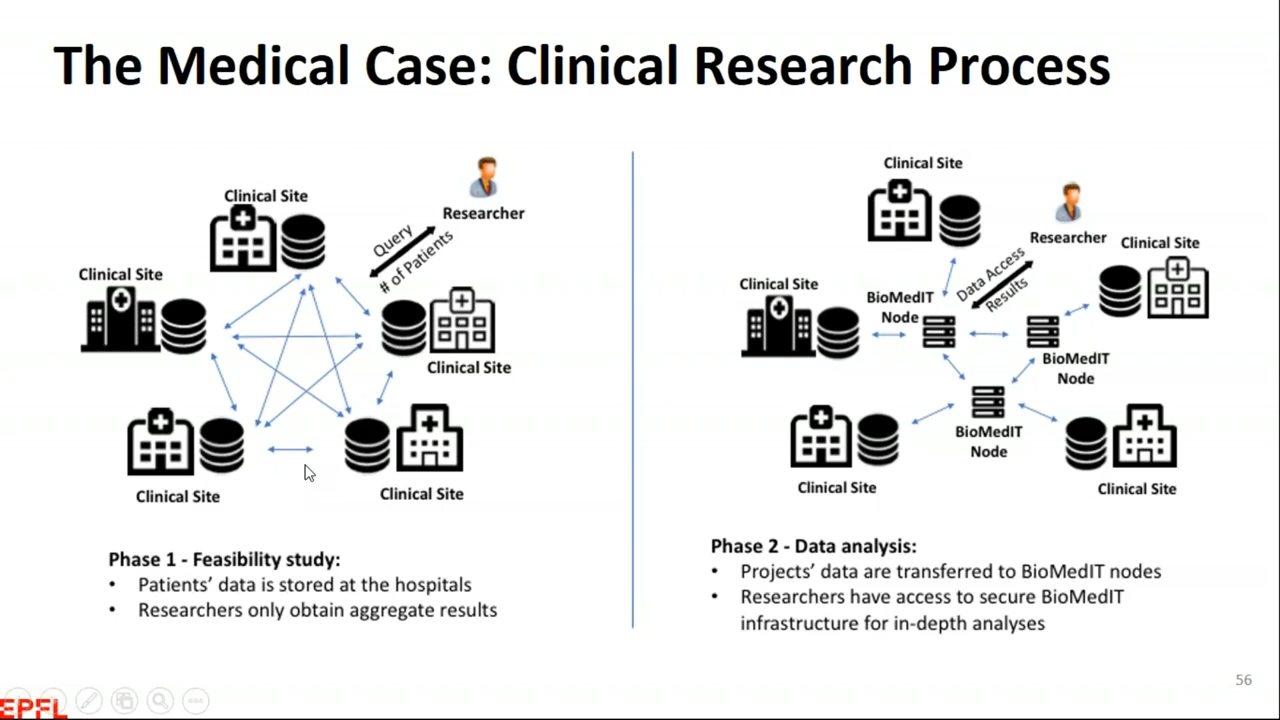 The Medical Case: Clinical Research Process
Clinical Site
Researcher
Query
# of Patients
Clinical Site
Clinical Site
Clinical Site
Clinical Site
Phase 1 - Feasibility study:
• Patients' data is stored at the hospitals
• Researchers only obtain aggregate results
Clinical Site
Researcher
Clinical Site
Data Access
Results
Clinical Site
BioMedIT
Node
BioMedIT
Node
BioMedIT
Node
Clinical Site
Clinical Site
Phase 2 - Data analysis:
• Projects' data are transferred to BioMedIT nodes
• Researchers have access to secure BioMedIT
infrastructure for in-depth analyses
56
EPFL